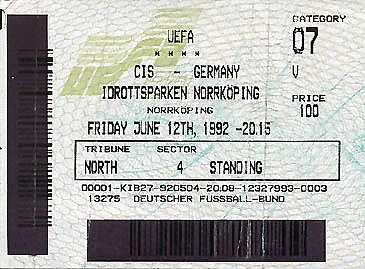 UEFA
* * * *
CIS - GERMANY
IDROTTSPARKEN NORRKÖPING
NORRKÖPING
FRIDAY JUNE 12TH, 1992 -20.15
CATEGORY
07
V
PRICE
100
TRIBUNE SECTOR
NORTH 4 STANDING
00001-KIB27-920504-20.08-12327993-0003
13275 DEUTSCHER FUSSBALL-BUND